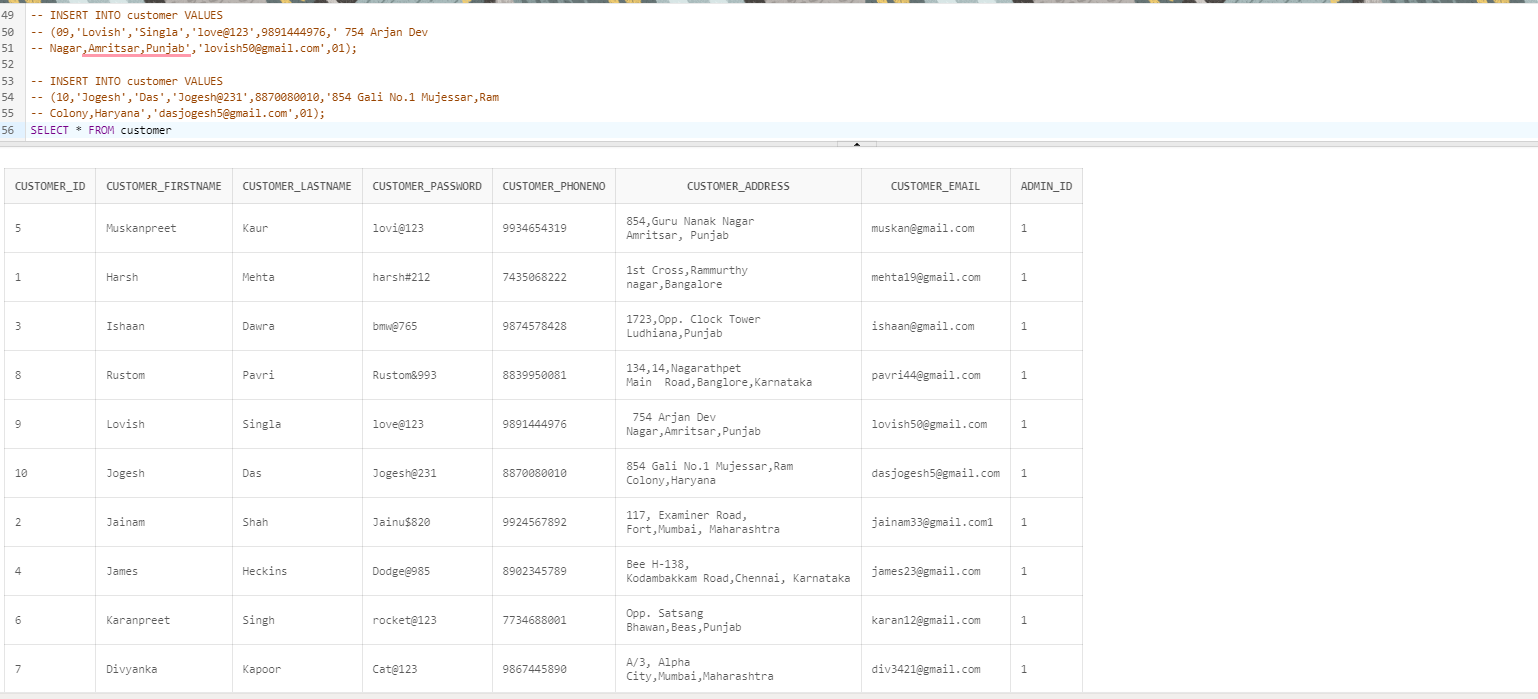 49 -- INSERT INTO customer VALUES
50 -- (09,'Lovish','Singla','love@123',9891444976,' 754 Arjan Dev
51 -- Nagar,Amritsar,Punjab','lovish50@gmail.com',01);
52
53 -- INSERT INTO customer VALUES
54 -- (10,'Jogesh','Das','Jogesh@231',8870080010,'854 Gali No.1 Mujessar,Ram
55 -- Colony,Haryana','dasjogesh5@gmail.com',01);
56 SELECT * FROM customer
CUSTOMER_ID CUSTOMER_FIRSTNAME CUSTOMER_LASTNAME CUSTOMER_PASSWORD CUSTOMER_PHONENO CUSTOMER_ADDRESS CUSTOMER_EMAIL ADMIN_ID
5 Muskanpreet Kaur lovi@123 9934654319 854,Guru Nanak Nagar
Amritsar, Punjab muskan@gmail.com 1
1 Harsh Mehta harsh#212 7435068222 1st Cross,Rammurthy
nagar,Bangalore mehta19@gmail.com 1
3 Ishaan Dawra bmw@765 9874578428 1723,Opp. Clock Tower
Ludhiana,Punjab ishaan@gmail.com 1
8 Rustom Pavri Rustom&993 8839950081 134,14,Nagarathpet
Main  Road,Banglore,Karnataka pavri44@gmail.com 1
9 Lovish Singla love@123 9891444976 754 Arjan Dev
Nagar,Amritsar,Punjab lovish50@gmail.com 1
10 Jogesh Das Jogesh@231 8870080010 854 Gali No.1 Mujessar,Ram
Colony,Haryana dasjogesh5@gmail.com 1
2 Jainam Shah Jainu$820 9924567892 117, Examiner Road,
Fort,Mumbai, Maharashtra jainam33@gmail.com1 1
4 James Heckins Dodge@985 8902345789 Bee H-138,
Kodambakkam Road,Chennai, Karnataka james23@gmail.com 1
6 Karanpreet Singh rocket@123 7734688001 Opp. Satsang
Bhawan,Beas,Punjab karan12@gmail.com 1
7 Divyanka Kapoor Cat@123 9867445890 A/3, Alpha
City,Mumbai,Maharashtra div3421@gmail.com 1